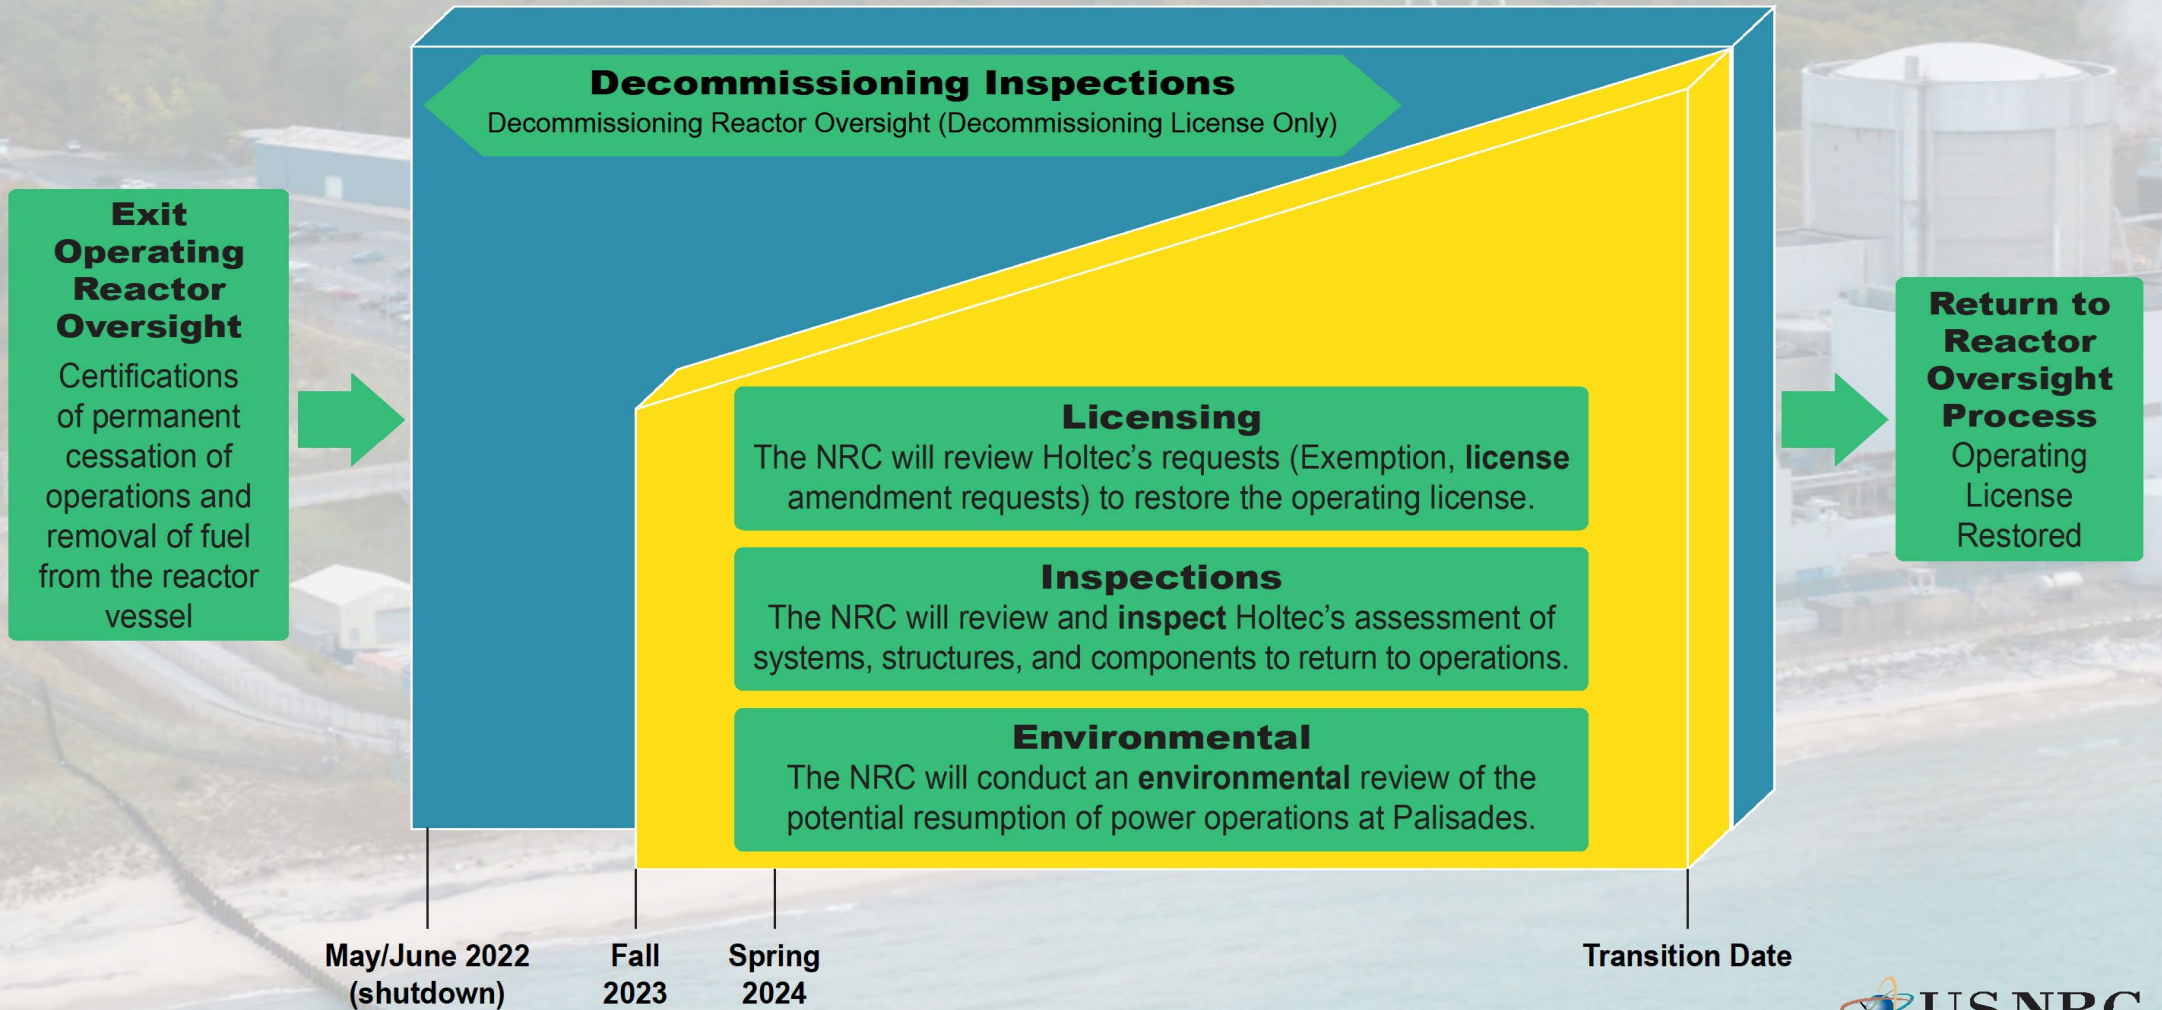 Decommissioning Inspections
Decommissioning Reactor Oversight (Decommissioning License Only)
Exit
Operating
Reactor
Oversight
Certifications
of permanent
cessation of
operations and
removal of fuel
from the reactor
vessel
Licensing
The NRC will review Holtec’s requests (Exemption, license
amendment requests) to restore the operating license.
Inspections
The NRC will review and inspect Holtec’s assessment of
systems, structures, and components to return to operations.
Environmental
The NRC will conduct an environmental review of the
potential resumption of power operations at Palisades.
Return to
Reactor
Oversight
Process
Operating
License
Restored
May/June 2022
(shutdown)
Fall
2023
Spring
2024
Transition Date
U.S.NRC